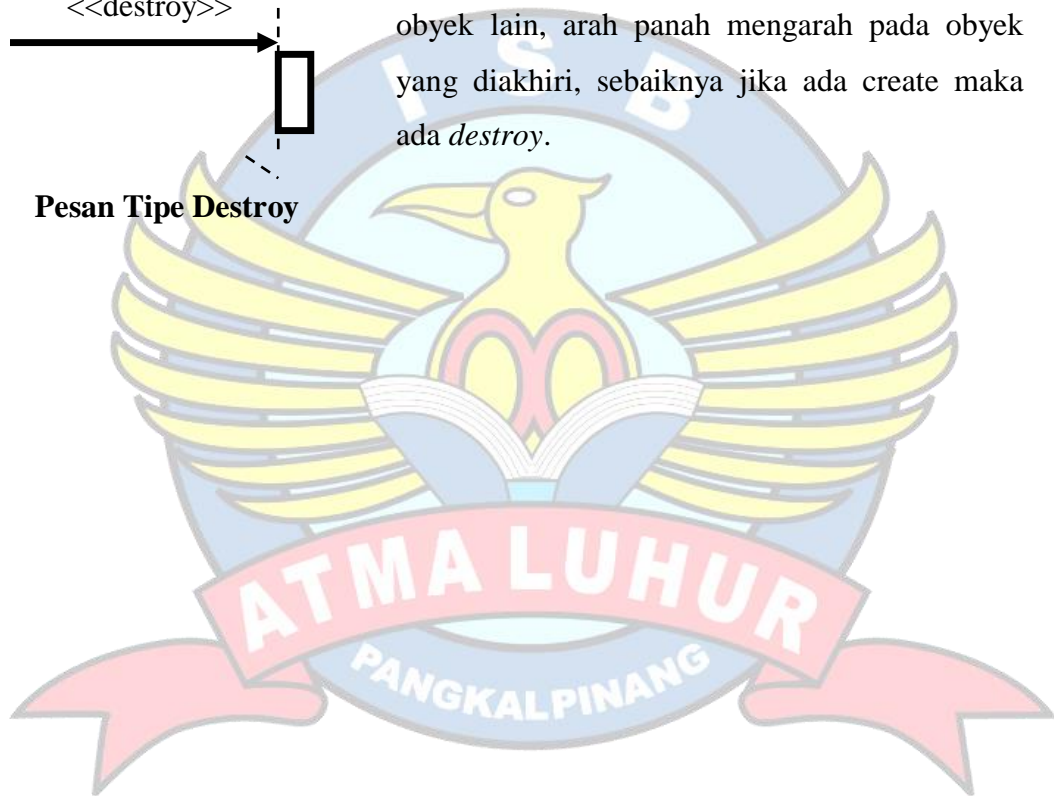 <<destroy>>
obyek lain, arah panah mengarah pada obyek
yang diakhiri, sebaiknya jika ada create maka
ada destroy.
Pesan Tipe Destroy
ISB
ATMA LUHUR
PANGKALPINANG